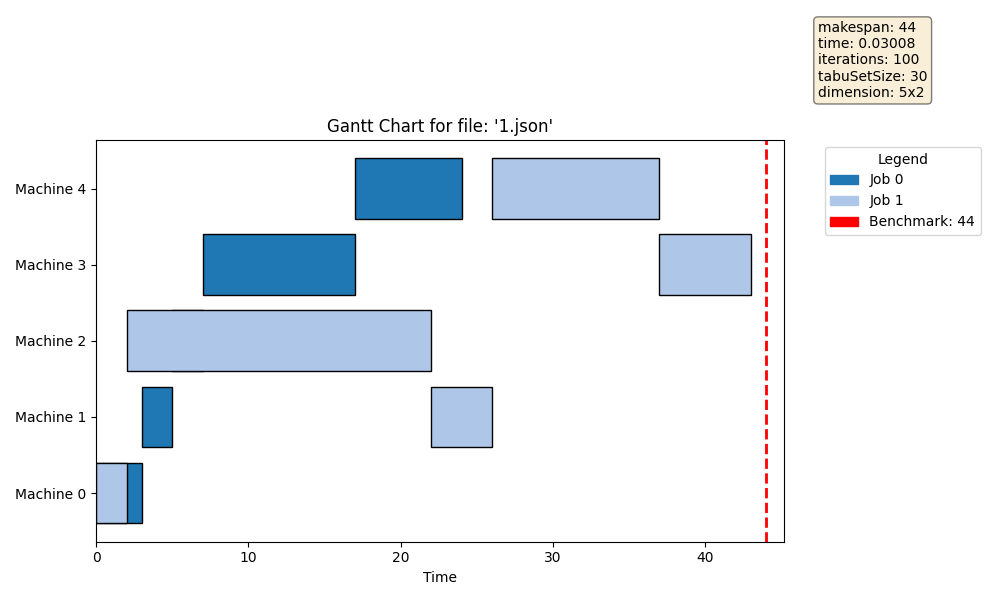 makespan: 44
time: 0.03008
iterations: 100
tabuSetSize: 30
dimension: 5x2
Gantt Chart for file: '1.json'
Legend
Job 0
Job 1
Benchmark: 44
Machine 4
Machine 3
Machine 2
Machine 1
Machine 0
0 10 20 30 40
Time